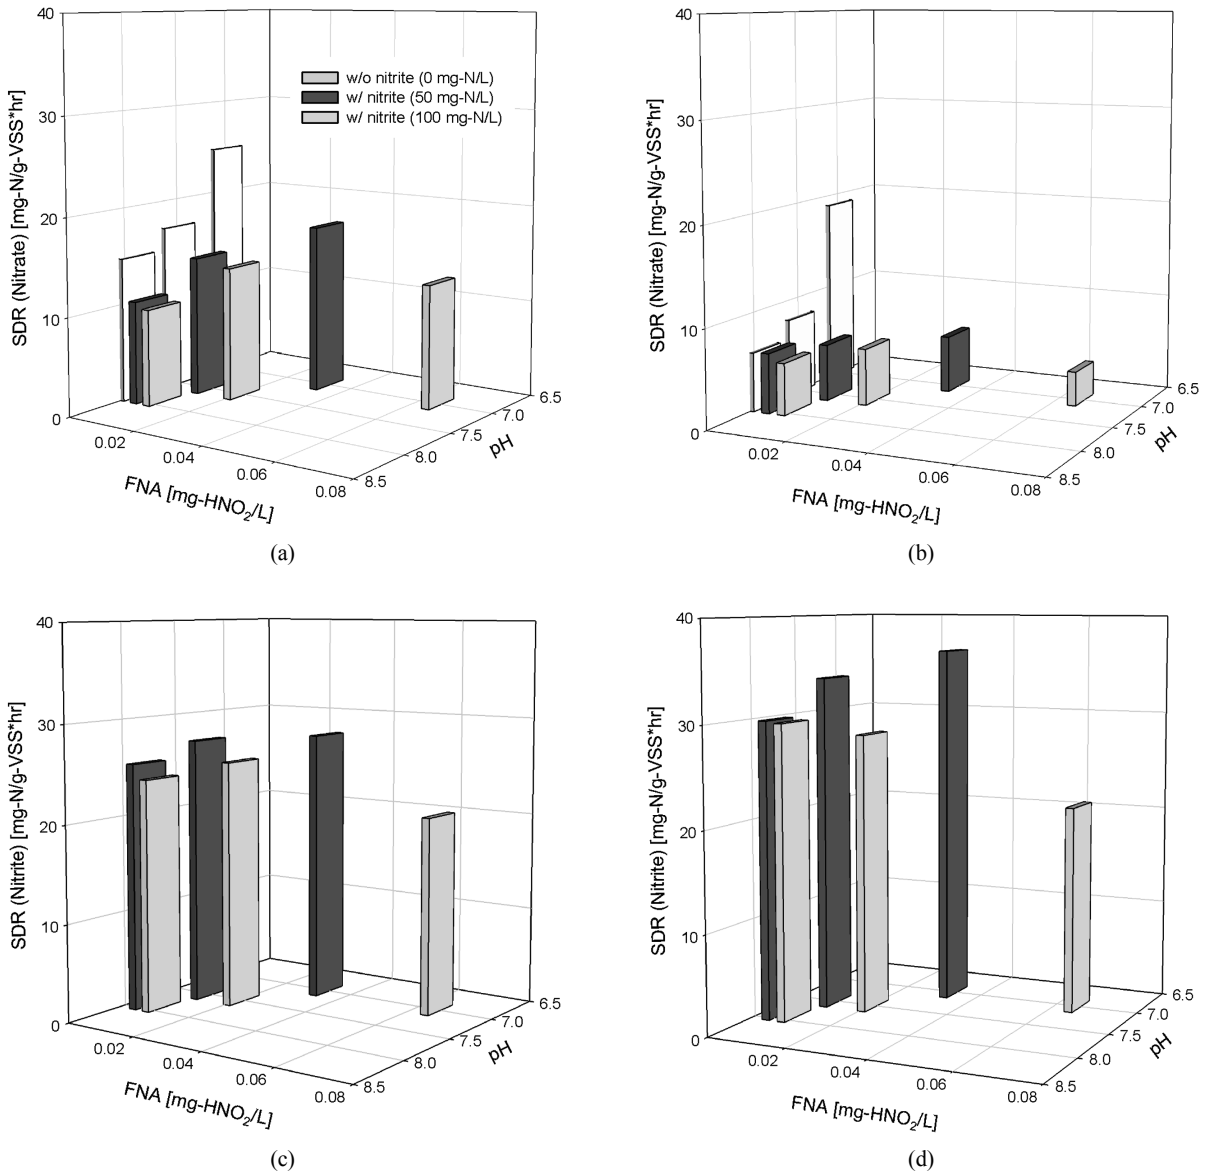 SDR (Nitrate) [mg-N/g-VSS*hr]
40
30
20
10
0
w/o nitrite (0 mg-N/L)
w/ nitrite (50 mg-N/L)
w/ nitrite (100 mg-N/L)
0.02
0.04
0.06
0.08
FNA [mg-HNO2/L]
6.5
7.0
7.5
8.0
8.5
pH
(a)
SDR (Nitrate) [mg-N/g-VSS*hr]
40
30
20
10
0
0.02
0.04
0.06
0.08
FNA [mg-HNO2/L]
6.5
7.0
7.5
8.0
8.5
pH
(b)
SDR (Nitrite) [mg-N/g-VSS*hr]
40
30
20
10
0
0.02
0.04
0.06
0.08
FNA [mg-HNO2/L]
6.5
7.0
7.5
8.0
8.5
pH
(c)
SDR (Nitrite) [mg-N/g-VSS*hr]
40
30
20
10
0
0.02
0.04
0.06
0.08
FNA [mg-HNO2/L]
6.5
7.0
7.5
8.0
8.5
pH
(d)